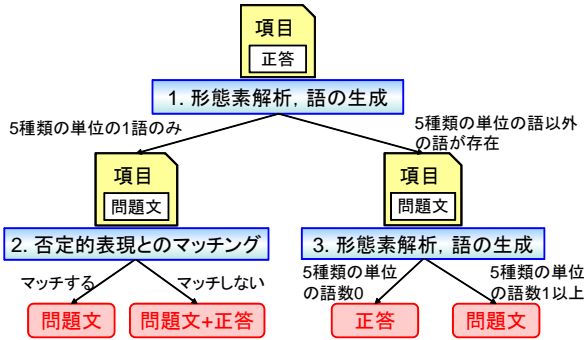 項目
正答
1. 形態素解析, 語の生成
5種類の単位の1語のみ
5種類の単位の語以外
の語が存在
項目
問題文
項目
問題文
2. 否定的表現とのマッチング
3. 形態素解析, 語の生成
マッチする
マッチしない
5種類の単位
の語数0
5種類の単位
の語数1以上
問題文
問題文+正答
正答
問題文